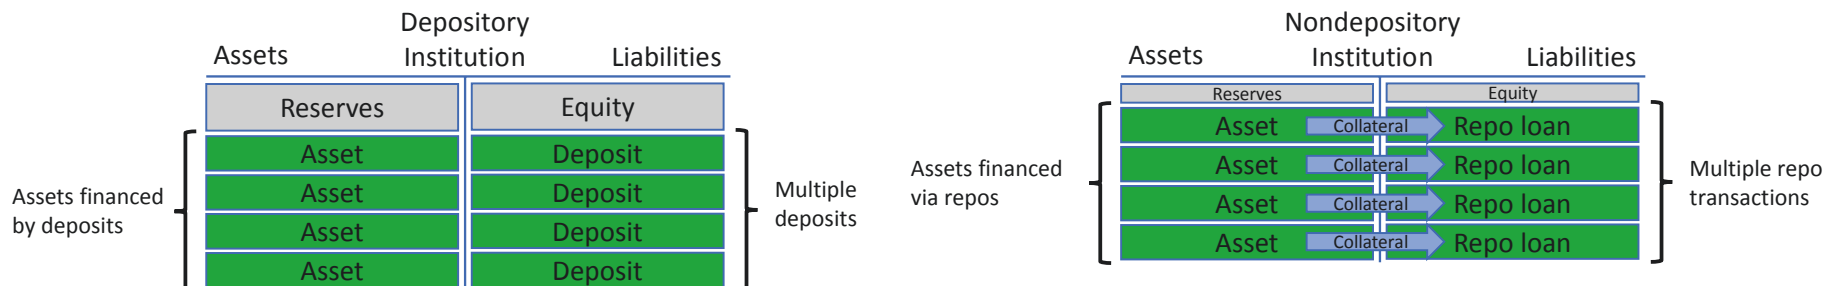 Depository
Assets Institution Liabilities
Reserves Equity
Asset Deposit
Asset Deposit
Asset Deposit
Asset Deposit
Assets financed
by deposits
Multiple
deposits
Nondepository
Assets Institution Liabilities
Reserves Equity
Asset Collateral Repo loan
Asset Collateral Repo loan
Asset Collateral Repo loan
Asset Collateral Repo loan
Assets financed
via repos
Multiple repo
transactions